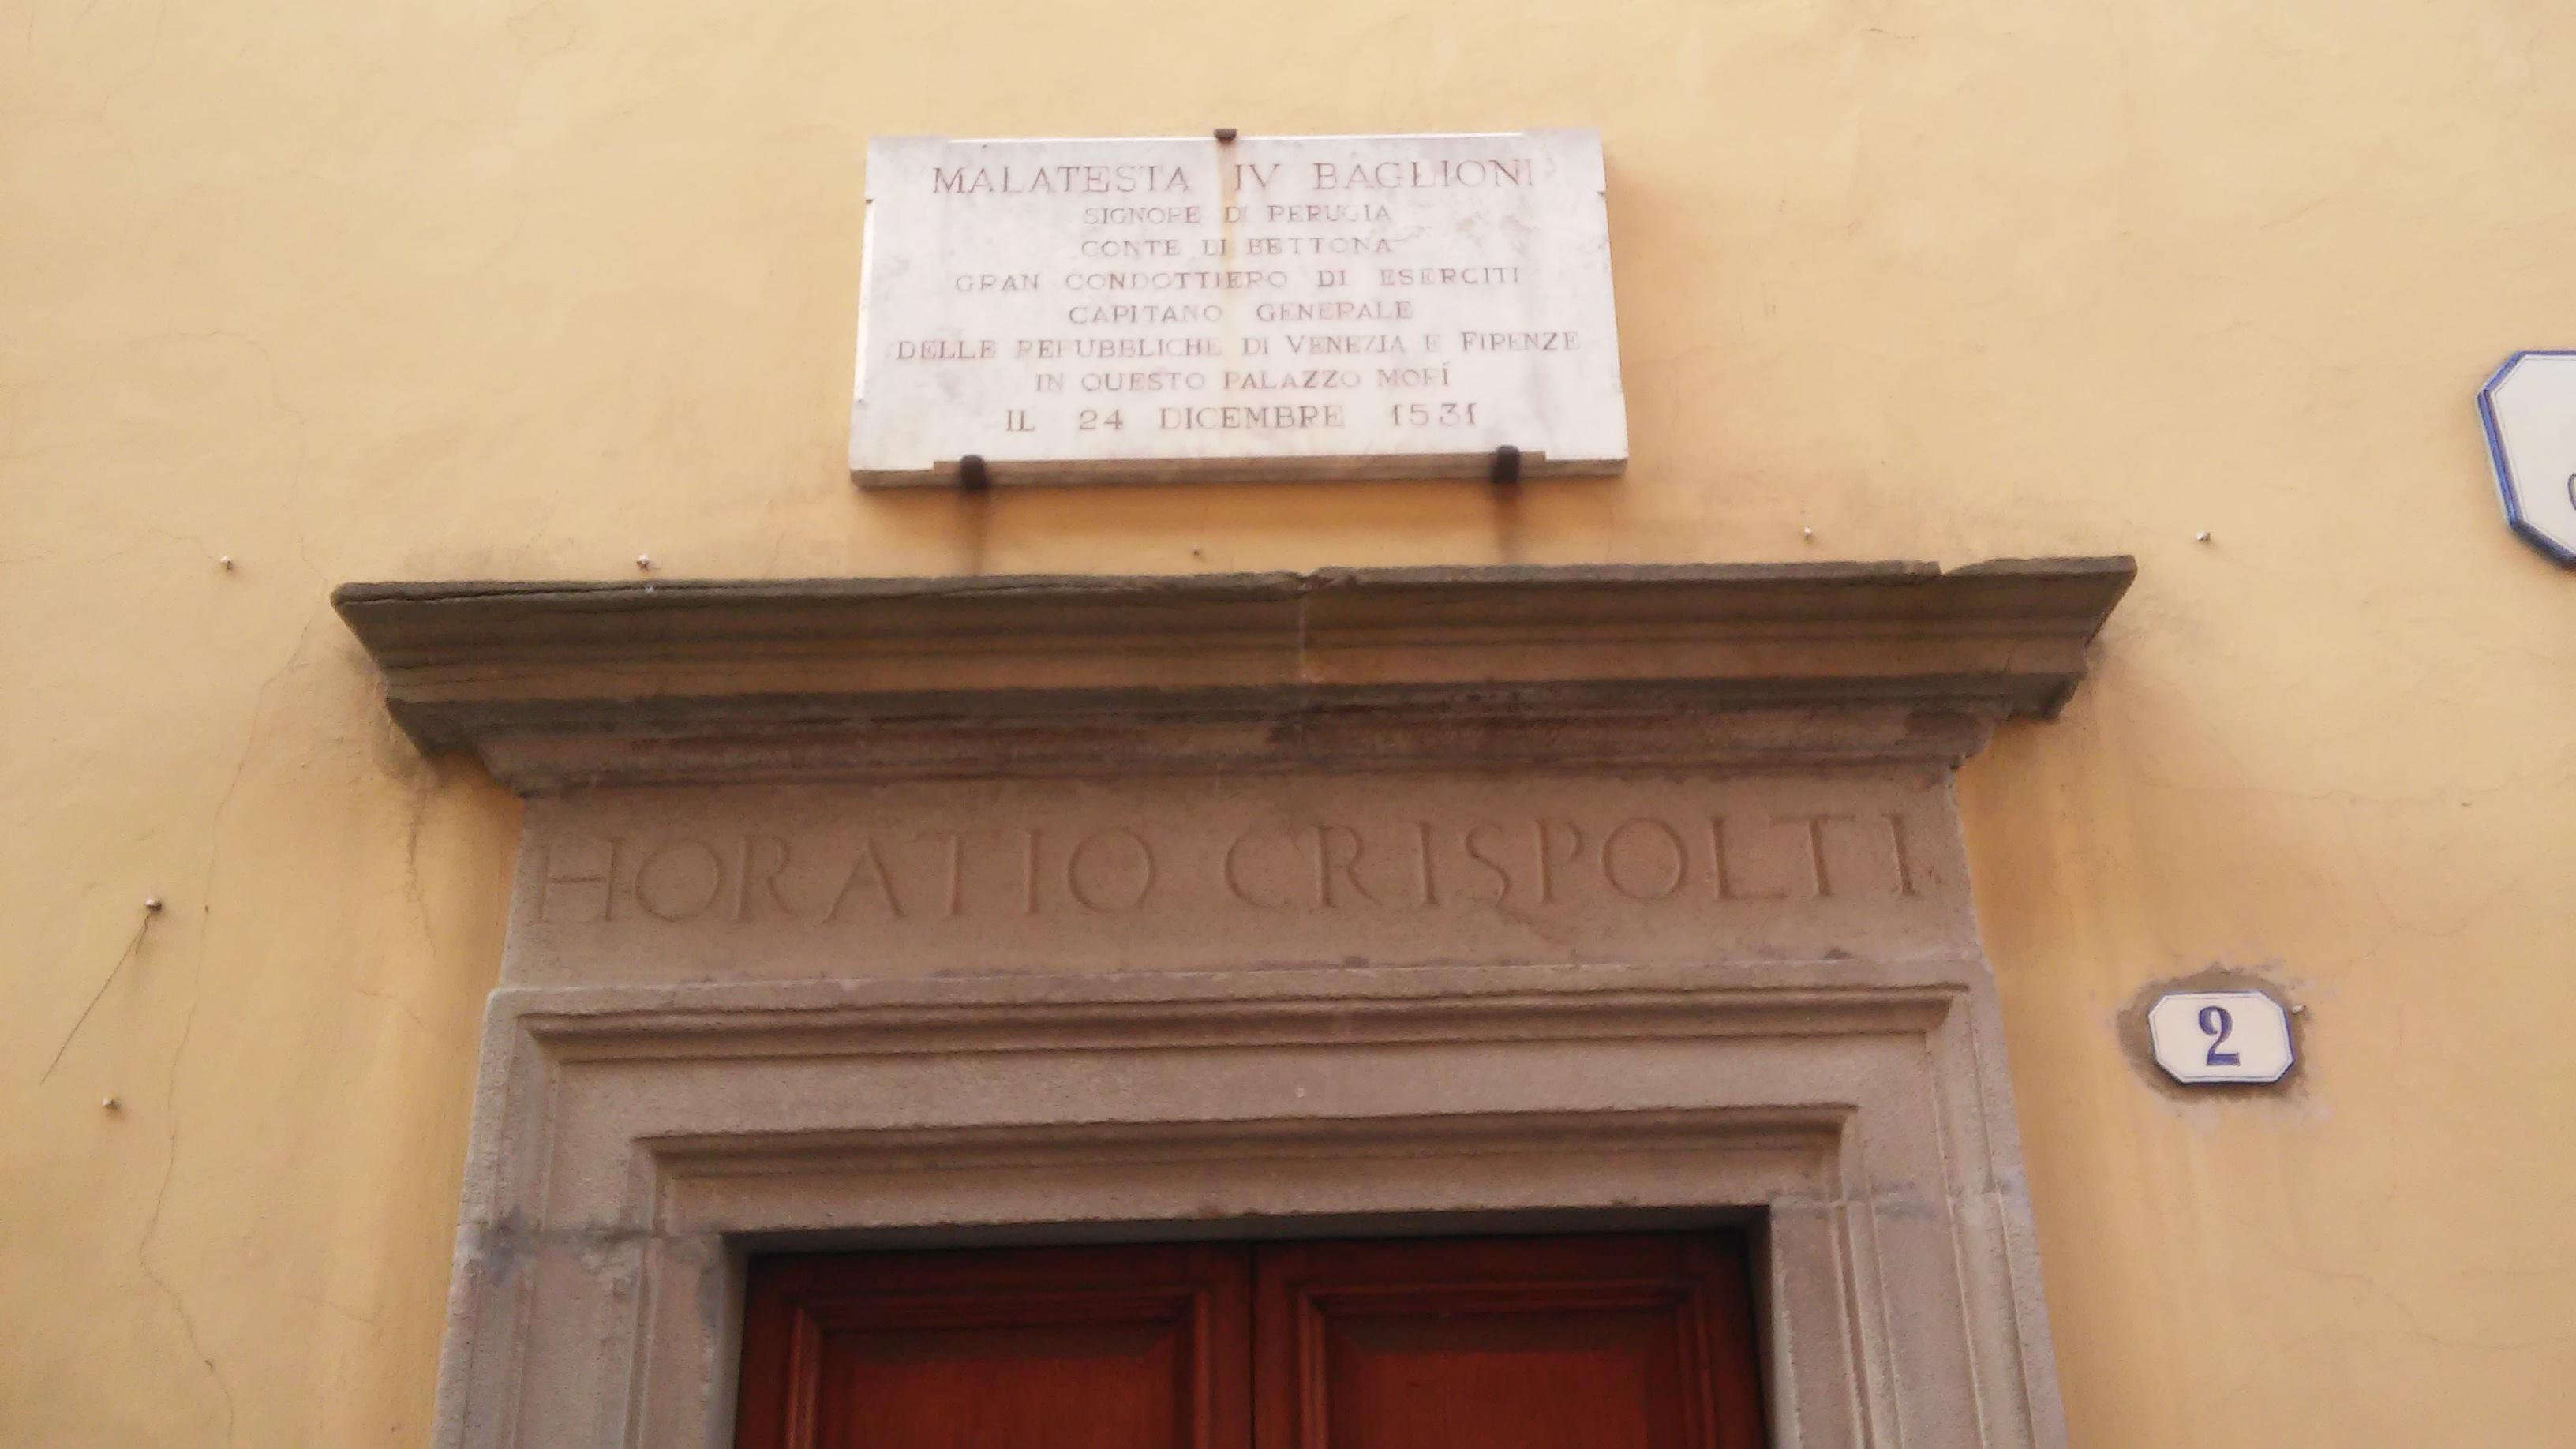 MALATESTA IV BAGLIONI
SIGNORE DI PERUGIA
CONTE DI BETTONA
GRAN CONDOTTIERO DI ESERCITI
CAPITANO GENERALE
DELLE REPUBBLICHE DI VENEZIA E FIRENZE
IN QUESTO PALAZZO MORÍ
IL 24 DICEMBRE 1531
HORATIO CRISPOLTI
2